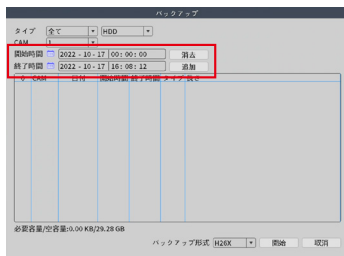 バックアップ
タイプ 全て HDD
CAM 1
開始時間 2022 - 10 - 17 00 : 00 : 00 消去
終了時間 2022 - 10 - 17 16 : 08 : 12 追加
0 CAM 日付 開始時間 終了時間 タイプ 長さ
必要容量/空容量:0.00 KB/29.28 GB
バックアップ形式 H26X 開始 取消